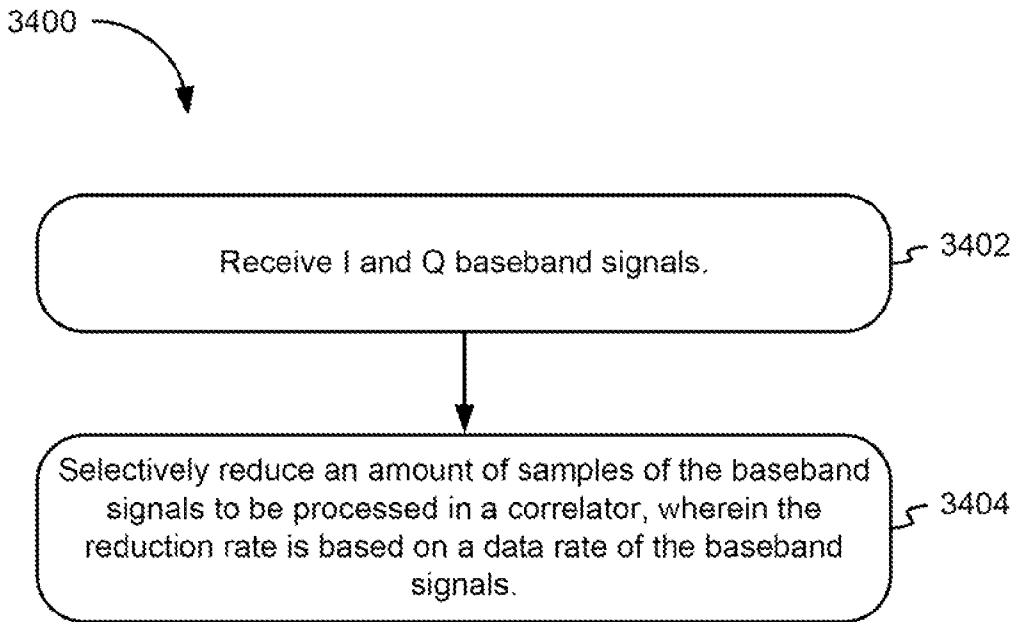 3400
Receive I and Q baseband signals.
3402
Selectively reduce an amount of samples of the baseband
signals to be processed in a correlator, wherein the
reduction rate is based on a data rate of the baseband
signals.
3404